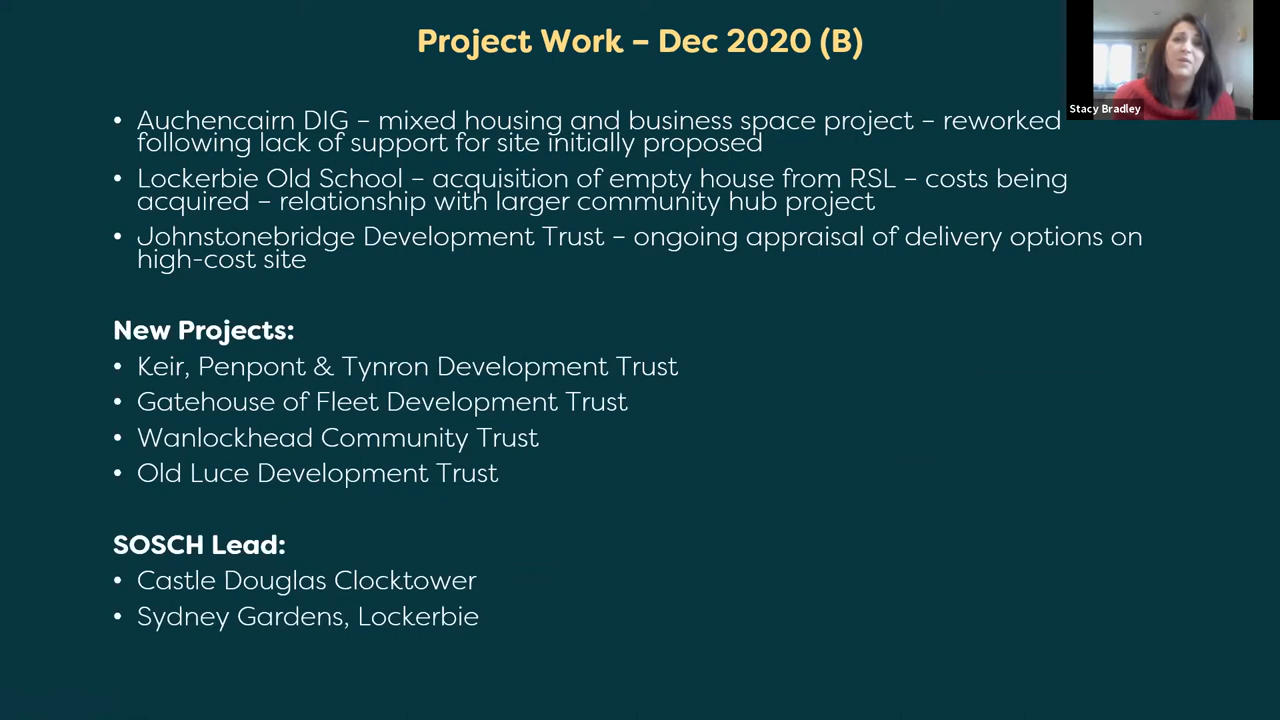 Project Work – Dec 2020 (B)
Stacy Bradley
• Auchencairn DIG – mixed housing and business space project – reworked
following lack of support for site initially proposed
• Lockerbie Old School – acquisition of empty house from RSL – costs being
acquired – relationship with larger community hub project
• Johnstonebridge Development Trust – ongoing appraisal of delivery options on
high-cost site
New Projects:
• Keir, Penpont & Tynron Development Trust
• Gatehouse of Fleet Development Trust
• Wanlockhead Community Trust
• Old Luce Development Trust
SOSCH Lead:
• Castle Douglas Clocktower
• Sydney Gardens, Lockerbie